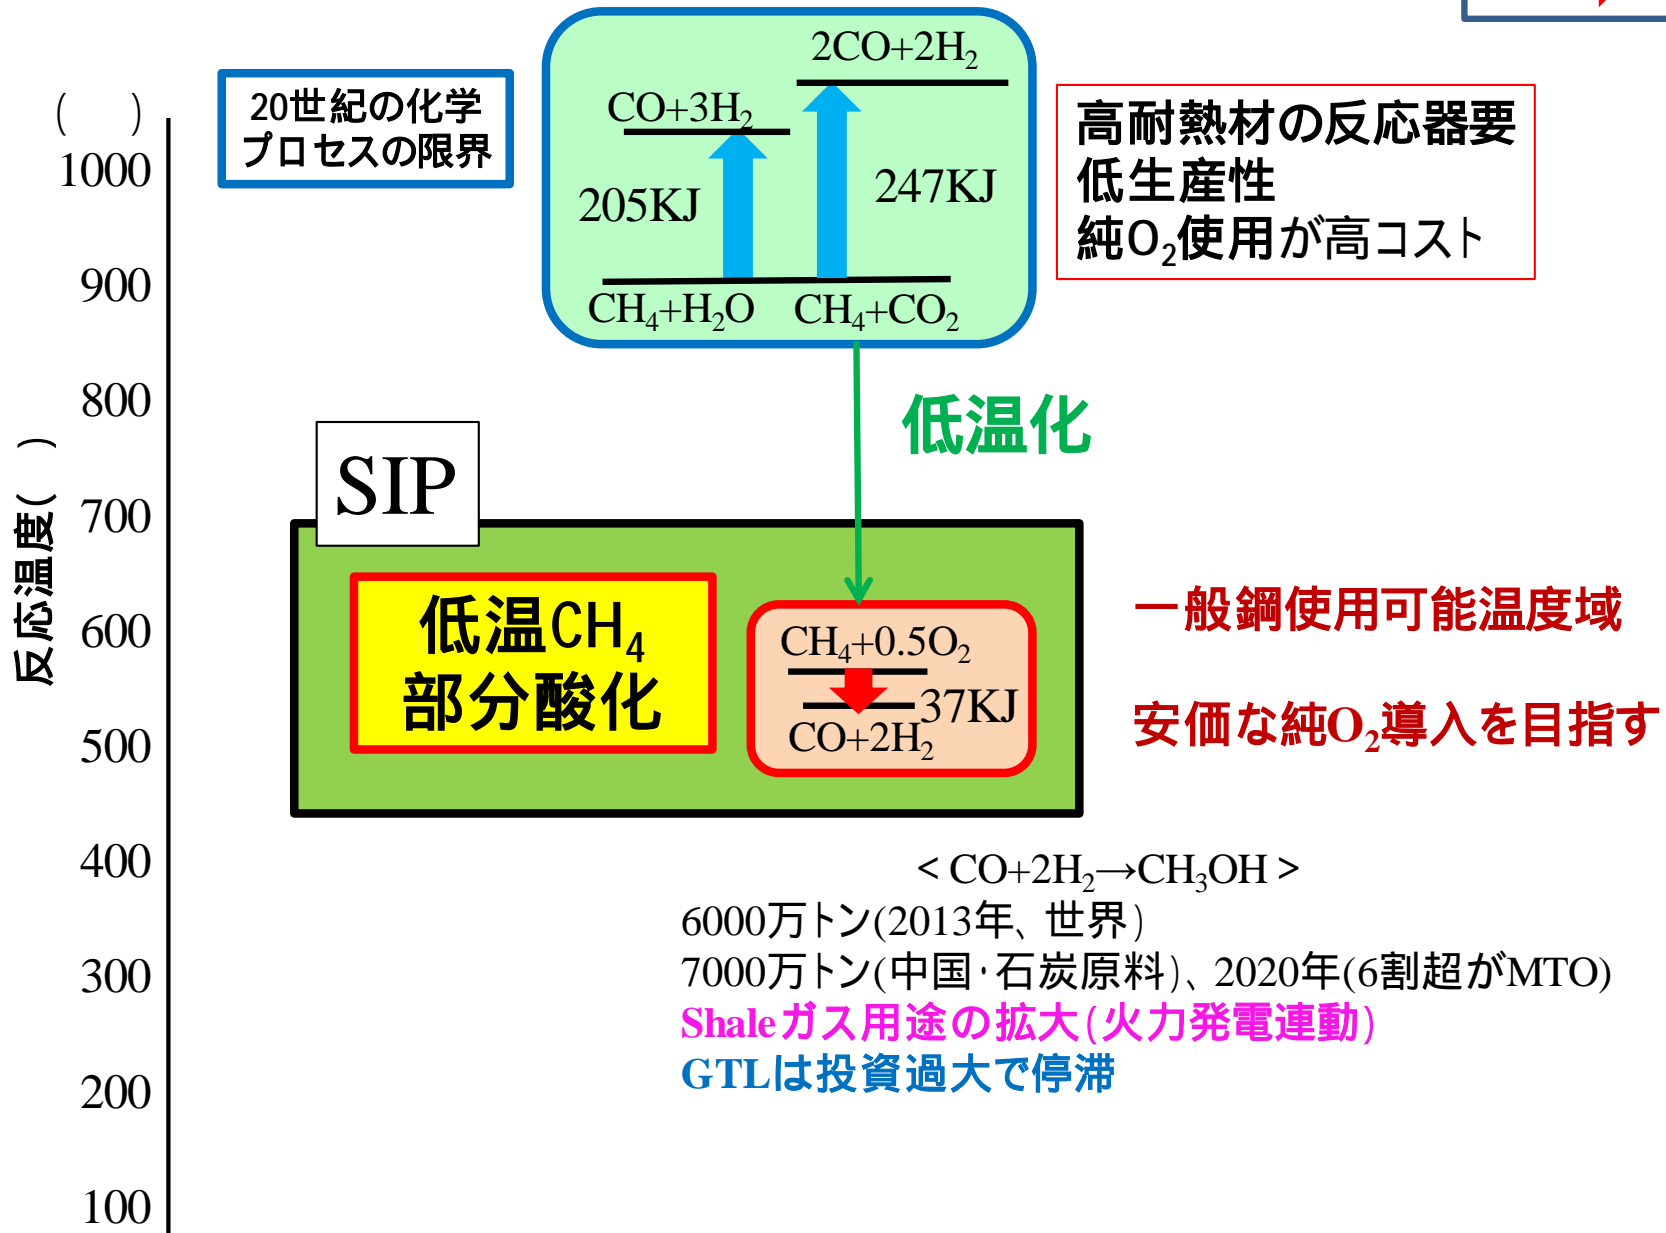 2CO+2H₂
CO+3H₂
205KJ
247KJ
CH₄+H₂O
CH₄+CO₂
20世紀の化学
プロセスの限界
高耐熱材の反応器要
低生産性
純O₂使用が高コスト
( )
1000
900
800
700
600
500
400
300
200
100
反応温度( )
低温化
SIP
低温CH₄
部分酸化
CH₄+0.5O₂
37KJ
CO+2H₂
一般鋼使用可能温度域
安価な純O₂導入を目指す
<CO+2H₂→CH₃OH>
6000万トン(2013年、世界)
7000万トン(中国・石炭原料)、2020年(6割超がMTO)
Shaleガス用途の拡大(火力発電連動)
GTLは投資過大で停滞